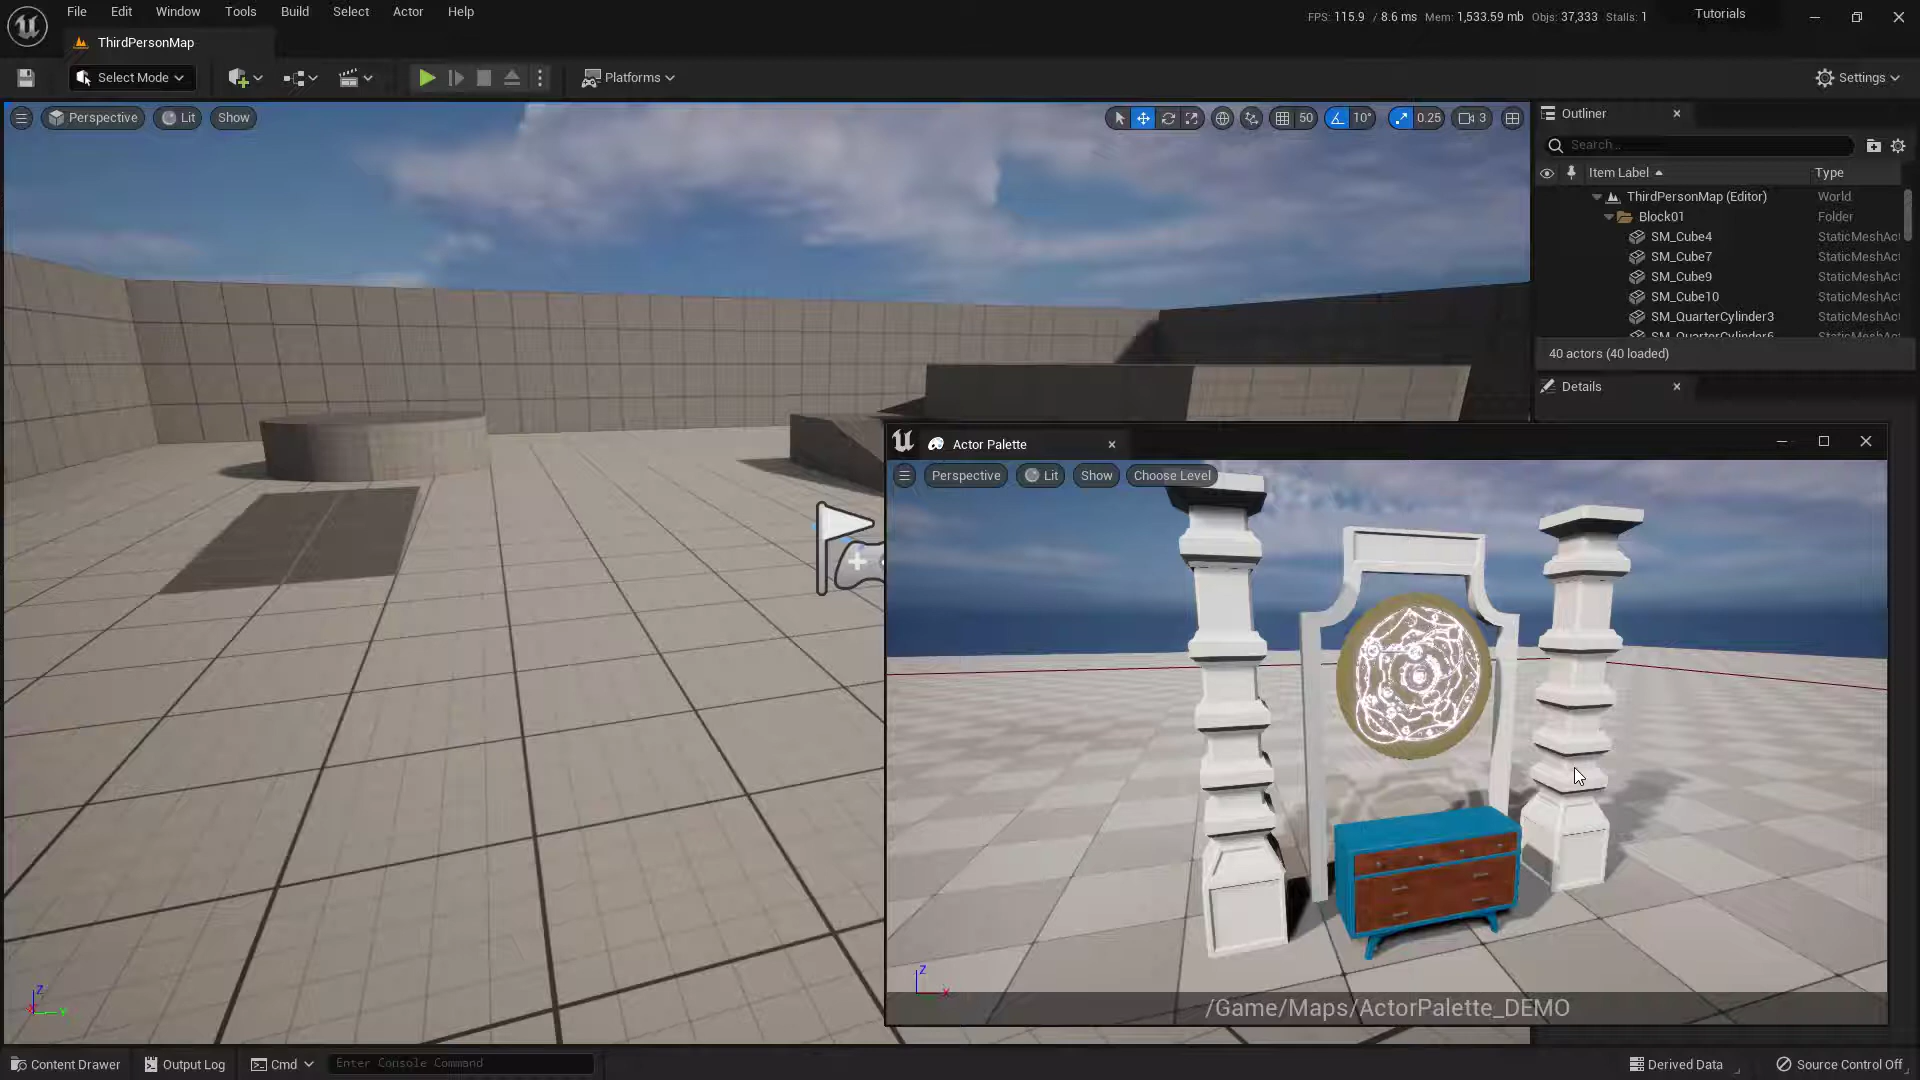 File Edit Window Tools Build Select Actor Help
FPS: 115.9 / 8.6 ms Mem: 1,533.59 mb Objs: 37,333 Stalls: 1
Tutorials
ThirdPersonMap
Select Mode
Platforms
Settings
Perspective Lit Show
50 10° 0.25 3
Outliner
Search...
Item Label Type
ThirdPersonMap (Editor) World
Block01 Folder
SM_Cube4 StaticMeshAct
SM_Cube7 StaticMeshAct
SM_Cube9 StaticMeshAct
SM_Cube10 StaticMeshAct
SM_QuarterCylinder3 StaticMeshAct
SM_QuarterCylinder6 StaticMeshAct
40 actors (40 loaded)
Details
Actor Palette
Perspective Lit Show Choose Level
Z
X
/Game/Maps/ActorPalette_DEMO
Z
Y
Content Drawer Output Log Cmd Enter Console Command
Derived Data Source Control Off